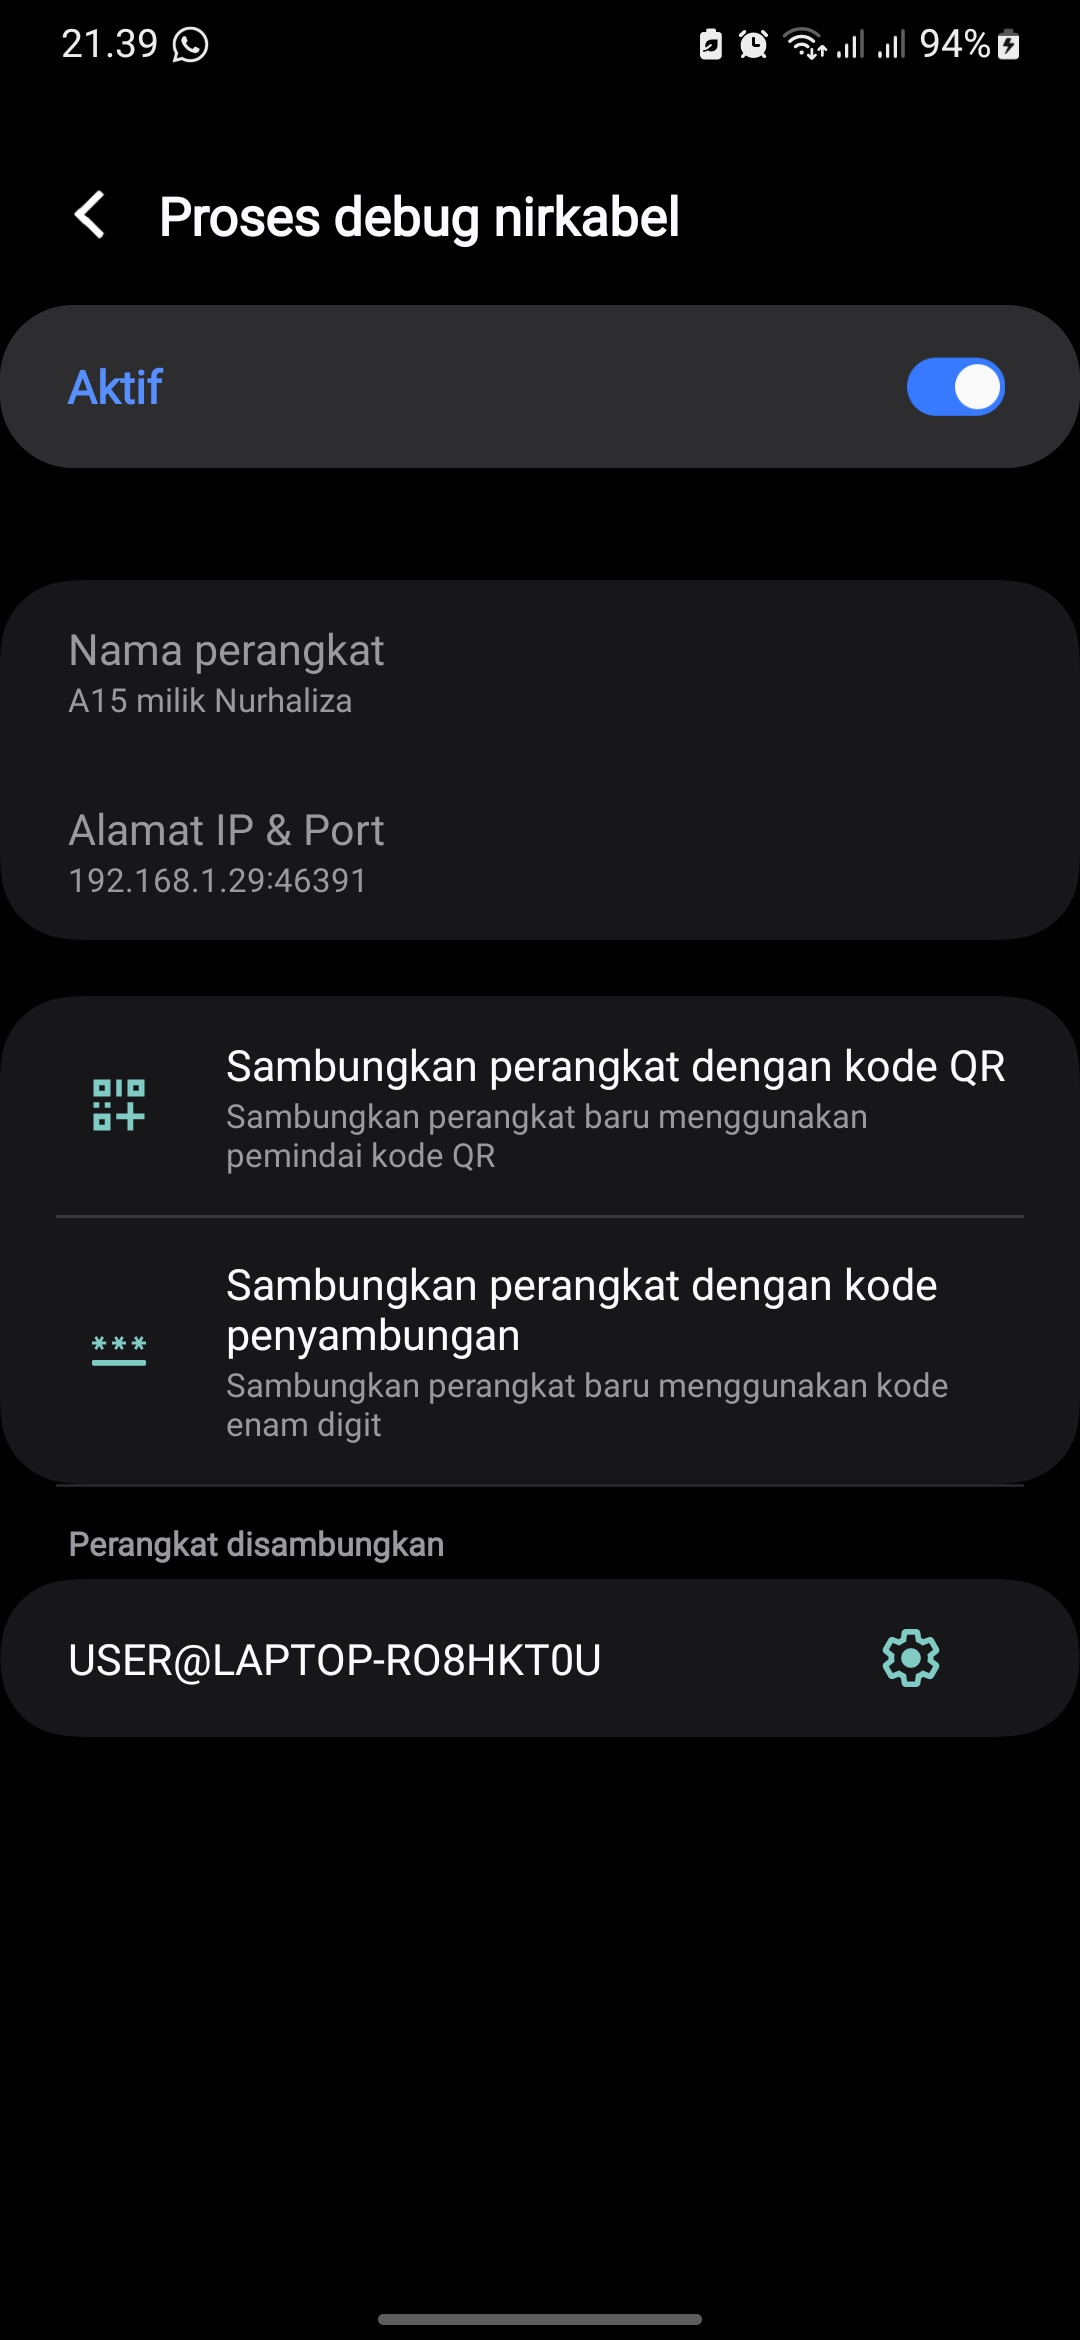 21.39
94%
Proses debug nirkabel
Aktif
Nama perangkat
A15 milik Nurhaliza
Alamat IP & Port
192.168.1.29:46391
Sambungkan perangkat dengan kode QR
Sambungkan perangkat baru menggunakan
pemindai kode QR
***
Sambungkan perangkat dengan kode
penyambungan
Sambungkan perangkat baru menggunakan kode
enam digit
Perangkat disambungkan
USER@LAPTOP-RO8HKT0U